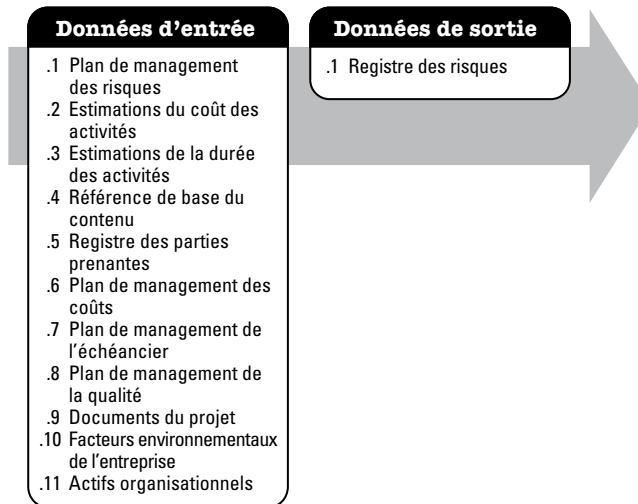 Données d'entrée
.1 Plan de management
des risques
.2 Estimations du coût des
activités
.3 Estimations de la durée
des activités
.4 Référence de base du
contenu
.5 Registre des parties
prenantes
.6 Plan de management des
coûts
.7 Plan de management de
l'échéancier
.8 Plan de management de
la qualité
.9 Documents du projet
.10 Facteurs environnementaux
de l'entreprise
.11 Actifs organisationnels
Données de sortie
.1 Registre des risques